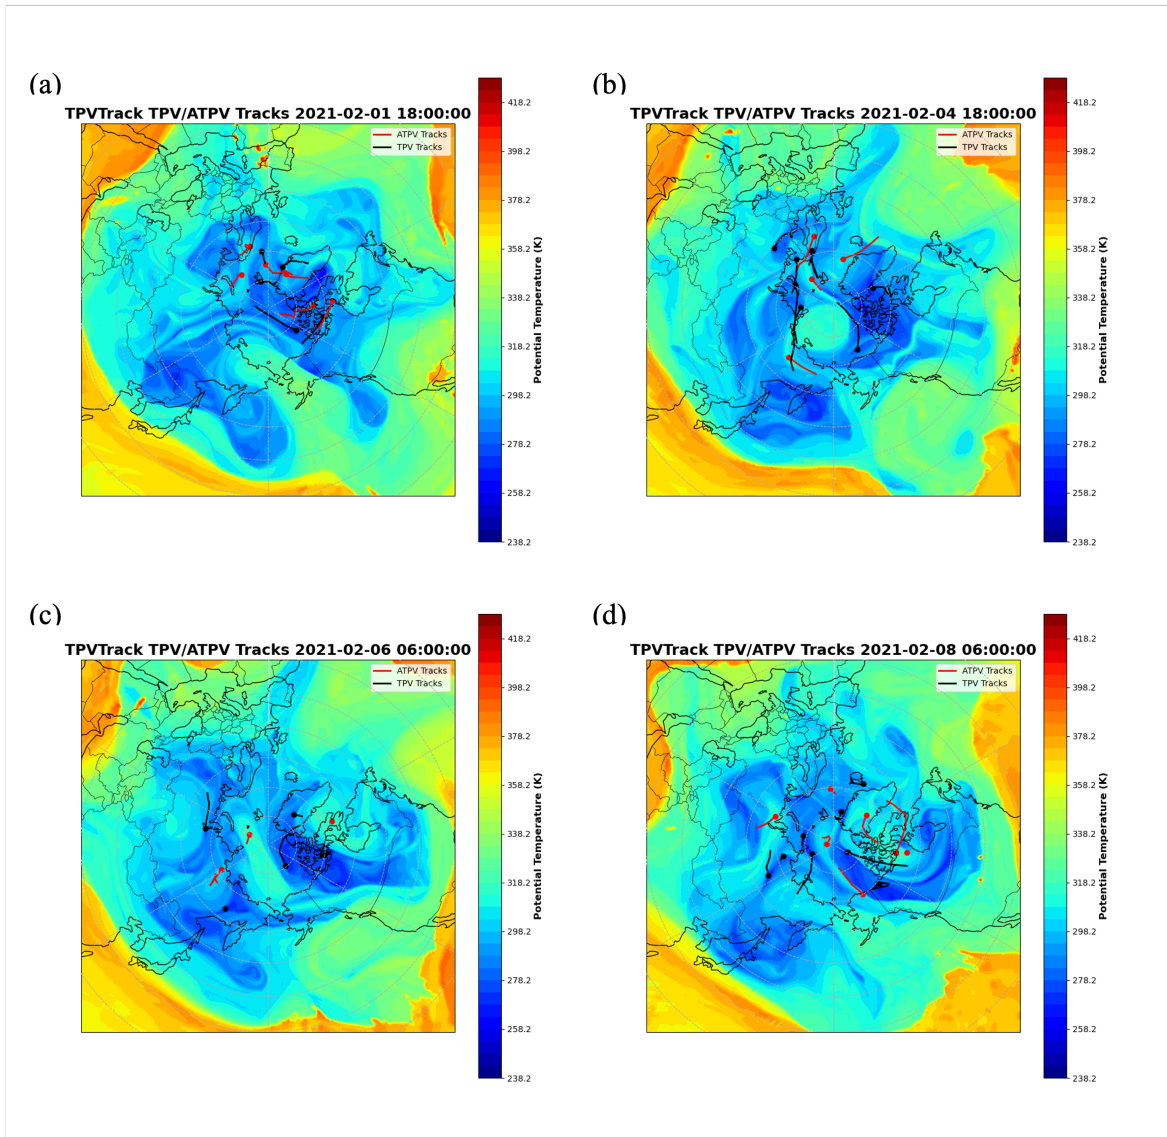 (a)
TPVTrack TPV/ATPV Tracks 2021-02-01 18:00:00
ATPV Tracks
TPV Tracks
418.2
398.2
378.2
358.2
338.2
318.2
298.2
278.2
258.2
238.2
Potential Temperature (K)
(b)
TPVTrack TPV/ATPV Tracks 2021-02-04 18:00:00
ATPV Tracks
TPV Tracks
418.2
398.2
378.2
358.2
338.2
318.2
298.2
278.2
258.2
238.2
Potential Temperature (K)
(c)
TPVTrack TPV/ATPV Tracks 2021-02-06 06:00:00
ATPV Tracks
TPV Tracks
418.2
398.2
378.2
358.2
338.2
318.2
298.2
278.2
258.2
238.2
Potential Temperature (K)
(d)
TPVTrack TPV/ATPV Tracks 2021-02-08 06:00:00
ATPV Tracks
TPV Tracks
418.2
398.2
378.2
358.2
338.2
318.2
298.2
278.2
258.2
238.2
Potential Temperature (K)